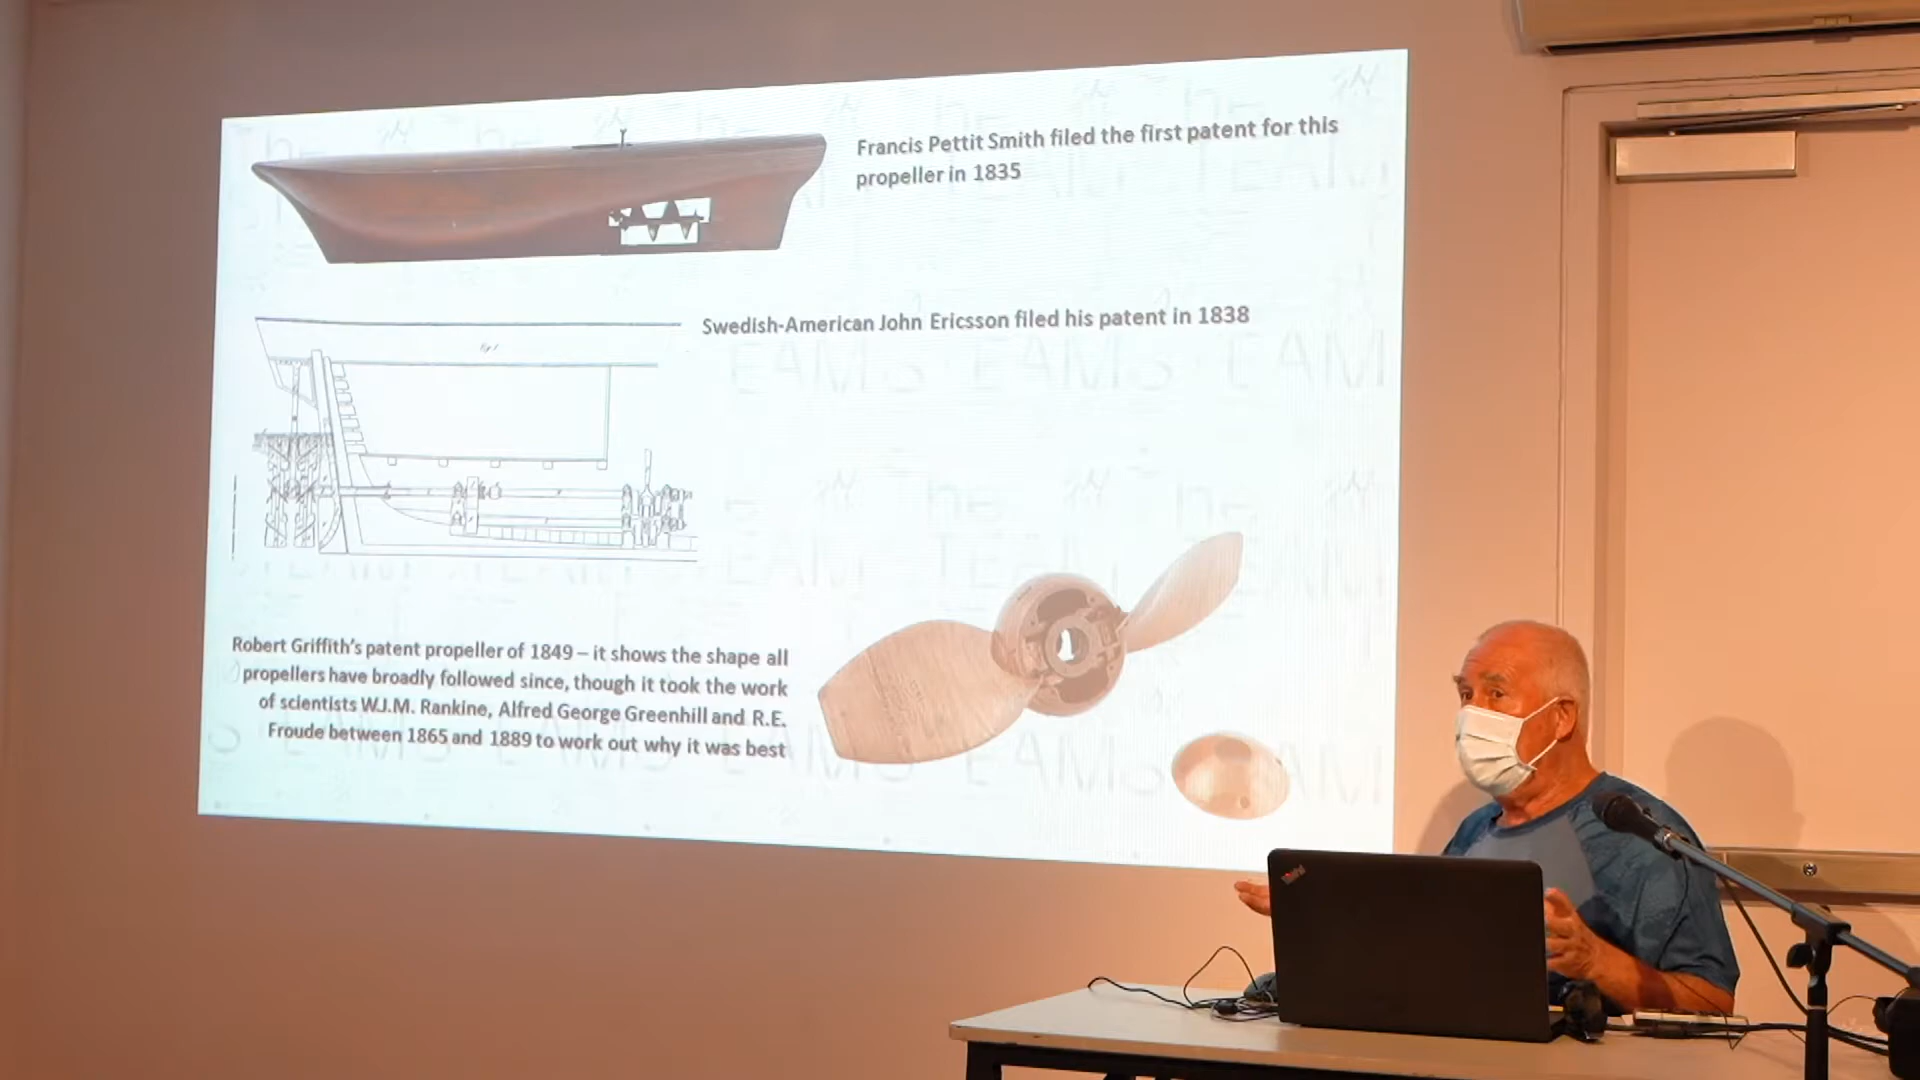 Francis Pettit Smith filed the first patent for this
propeller in 1835
Swedish-American John Ericsson filed his patent in 1838
Robert Griffith's patent propeller of 1849 – it shows the shape all
propellers have broadly followed since, though it took the work
of scientists W.J.M. Rankine, Alfred George Greenhill and R.E.
Froude between 1865 and 1889 to work out why it was best
ThinkPad